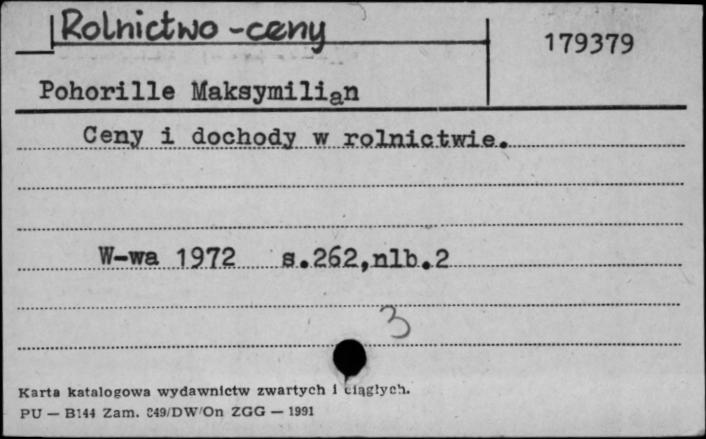 Rolnictwo - ceny
179379
Pohorille Maksymilian
Ceny i dochody w rolnictwie.
W-wa 1972 s.262,nlb.2
3
Karta katalogowa wydawnictw zwartych i ciągłych.
PU — B144 Zam. 849/DW/On ZGG — 1991